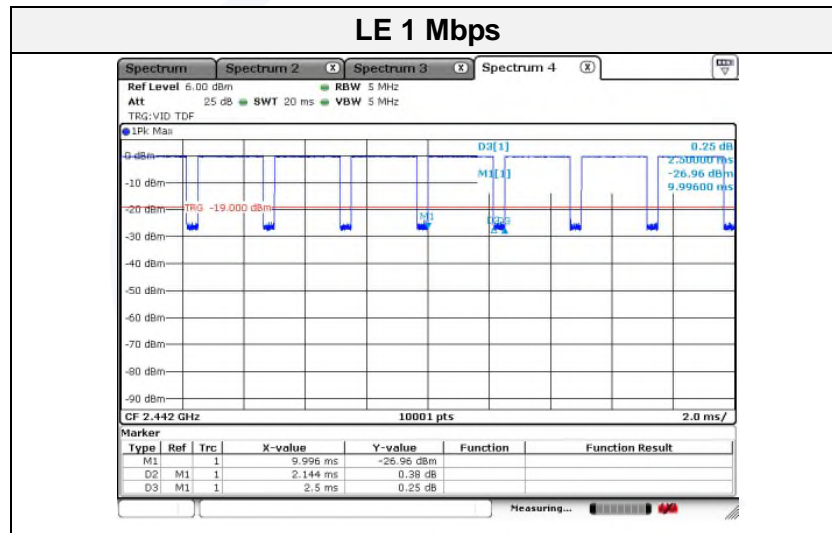 LE 1 Mbps
Spectrum Spectrum 2 X Spectrum 3 X Spectrum 4 X
Ref Level 6.00 dBm RBW 5 MHz
Att 25 dB SWT 20 ms VBW 5 MHz
TRG:VID TDF
1Pk Max
D3[1] 0.25 dB
0 dBm 2.50000 ms
M1[1] -26.96 dBm
-10 dBm 9.99600 ms
-20 dBm TRG -19.000 dBm M1
-30 dBm
-40 dBm
-50 dBm
-60 dBm
-70 dBm
-80 dBm
-90 dBm
CF 2.442 GHz 10001 pts 2.0 ms/
Marker
Type Ref Trc X-value Y-value Function Function Result
M1 1 9.996 ms -26.96 dBm
D2 M1 1 2.144 ms 0.38 dB
D3 M1 1 2.5 ms 0.25 dB
Measuring...